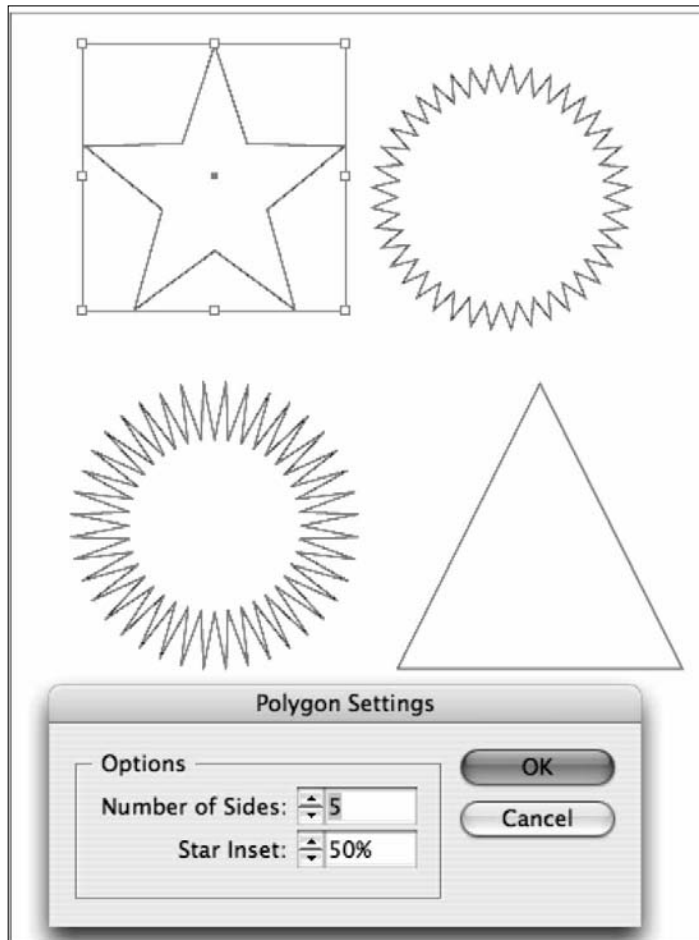 Polygon Settings
Options
Number of Sides: 5
Star Inset: 50%
OK
Cancel